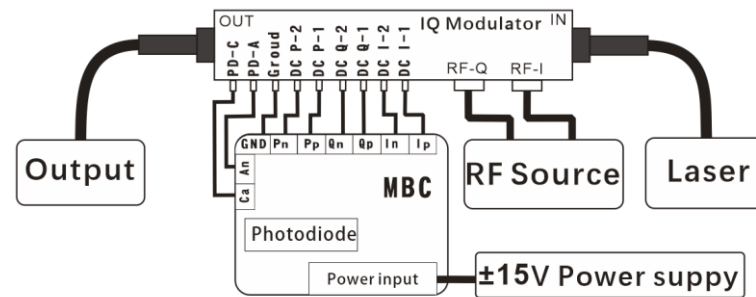 OUT
IQ Modulator
IN
PD-C
PD-A
Groud
DC P-2
DC P-1
DC Q-2
DC Q-1
DC I-2
DC I-1
RF-Q
RF-I
GND
Pn
Pp
Qn
Qp
In
Ip
An
Ca
MBC
Photodiode
Power input
Output
RF Source
Laser
±15V Power suppy